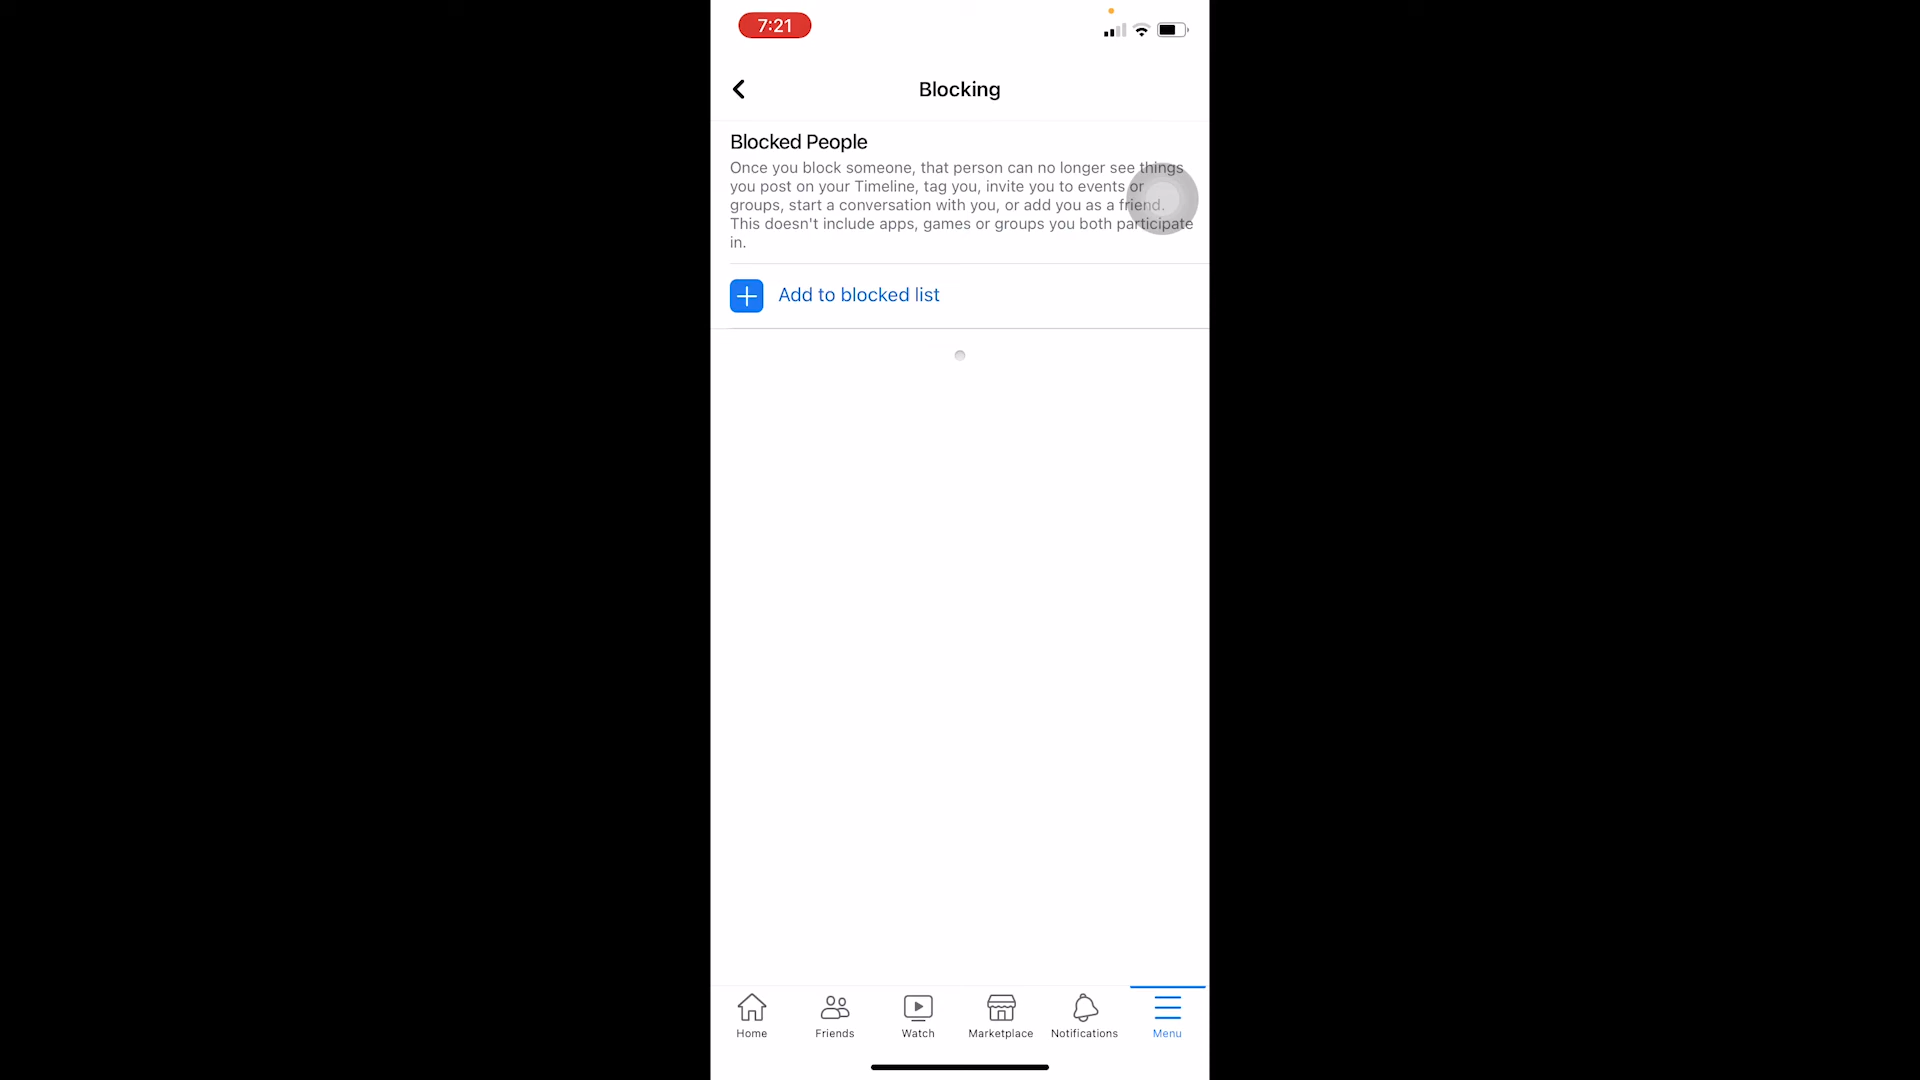 7:21
Blocking
Blocked People
Once you block someone, that person can no longer see things
you post on your Timeline, tag you, invite you to events or
groups, start a conversation with you, or add you as a friend.
This doesn't include apps, games or groups you both participate
in.
Add to blocked list
Home Friends Watch Marketplace Notifications Menu